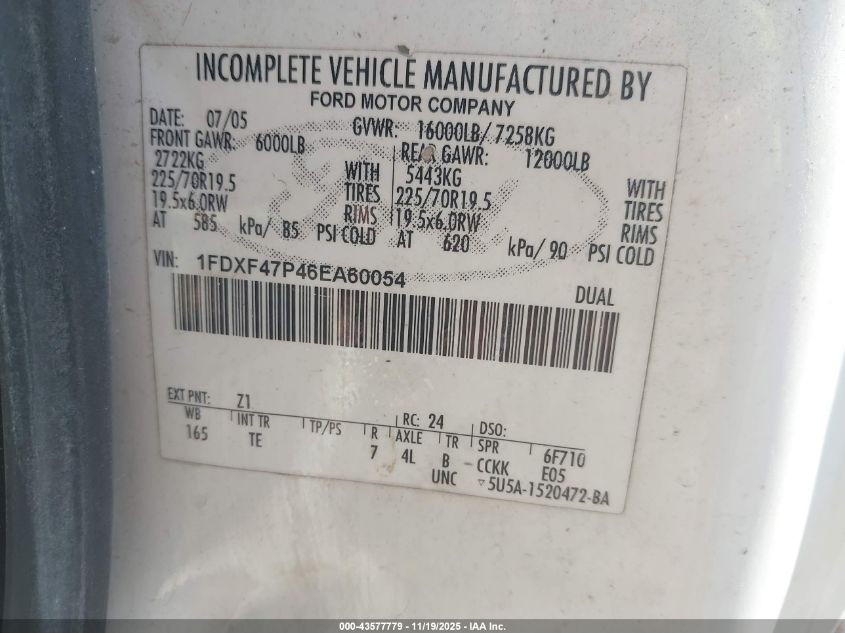 INCOMPLETE VEHICLE MANUFACTURED BY
FORD MOTOR COMPANY
DATE: 07/05 GVWR: 16000LB/ 7258KG
FRONT GAWR: 6000LB REAR GAWR: 12000LB
2722KG WITH 5443KG WITH
225/70R19.5 TIRES 225/70R19.5 TIRES
19.5x6.0RW RIMS 19.5x6.0RW RIMS
AT 585 kPa/ 85 PSI COLD AT 620 kPa/ 90 PSI COLD
VIN: 1FDXF47P46EA60054
DUAL
EXT PNT: Z1 RC: 24 DSO:
WB INT TR TP/PS R AXLE TR SPR 6F710
165 TE 7 4L B -CCKK E05
UNC ▿5U5A-1520472-BA
000-43577779 - 11/19/2025 - IAA Inc.